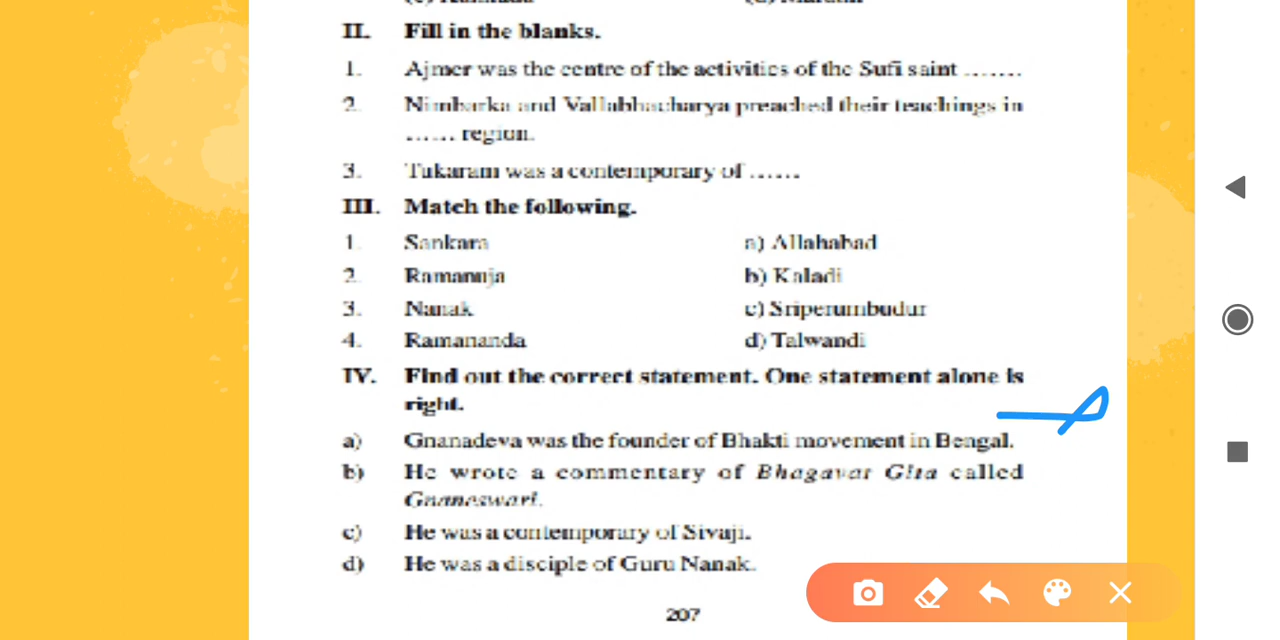 II. Fill in the blanks.
1. Ajmer was the centre of the activities of the Sufi saint .......
2. Nimbarka and Vallabhacharya preached their teachings in
...... region.
3. Tukaram was a contemporary of ......
III. Match the following.
1. Sankara a) Allahabad
2. Ramanuja b) Kaladi
3. Nanak c) Sriperumbudur
4. Ramananda d) Talwandi
IV. Find out the correct statement. One statement alone is
right.
a) Gnanadeva was the founder of Bhakti movement in Bengal.
b) He wrote a commentary of Bhagavat Gita called
Gnaneswari.
c) He was a contemporary of Sivaji.
d) He was a disciple of Guru Nanak.
207